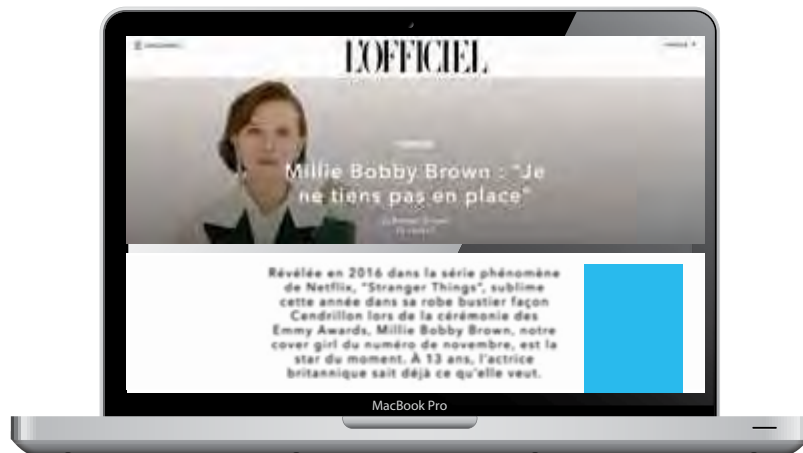 L'OFFICIEL
Millie Bobby Brown : "Je
ne tiens pas en place"
Révélée en 2016 dans la série phénomène
de Netflix, "Stranger Things", sublime
cette année dans sa robe bustier façon
Cendrillon lors de la cérémonie des
Emmy Awards, Millie Bobby Brown, notre
cover girl du numéro de novembre, est la
star du moment. À 13 ans, l'actrice
britannique sait déjà ce qu'elle veut.
MacBook Pro